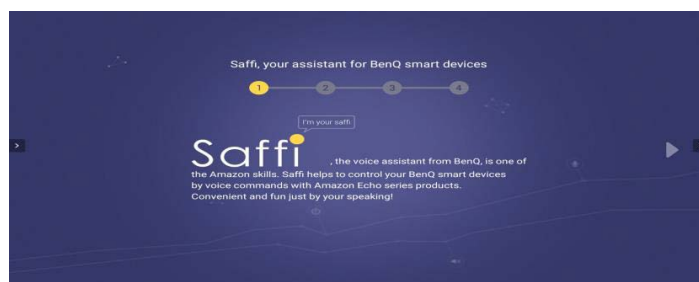 Saffi, your assistant for BenQ smart devices
1 2 3 4
I'm your saffi
Saffi , the voice assistant from BenQ, is one of
the Amazon skills. Saffi helps to control your BenQ smart devices
by voice commands with Amazon Echo series products.
Convenient and fun just by your speaking!